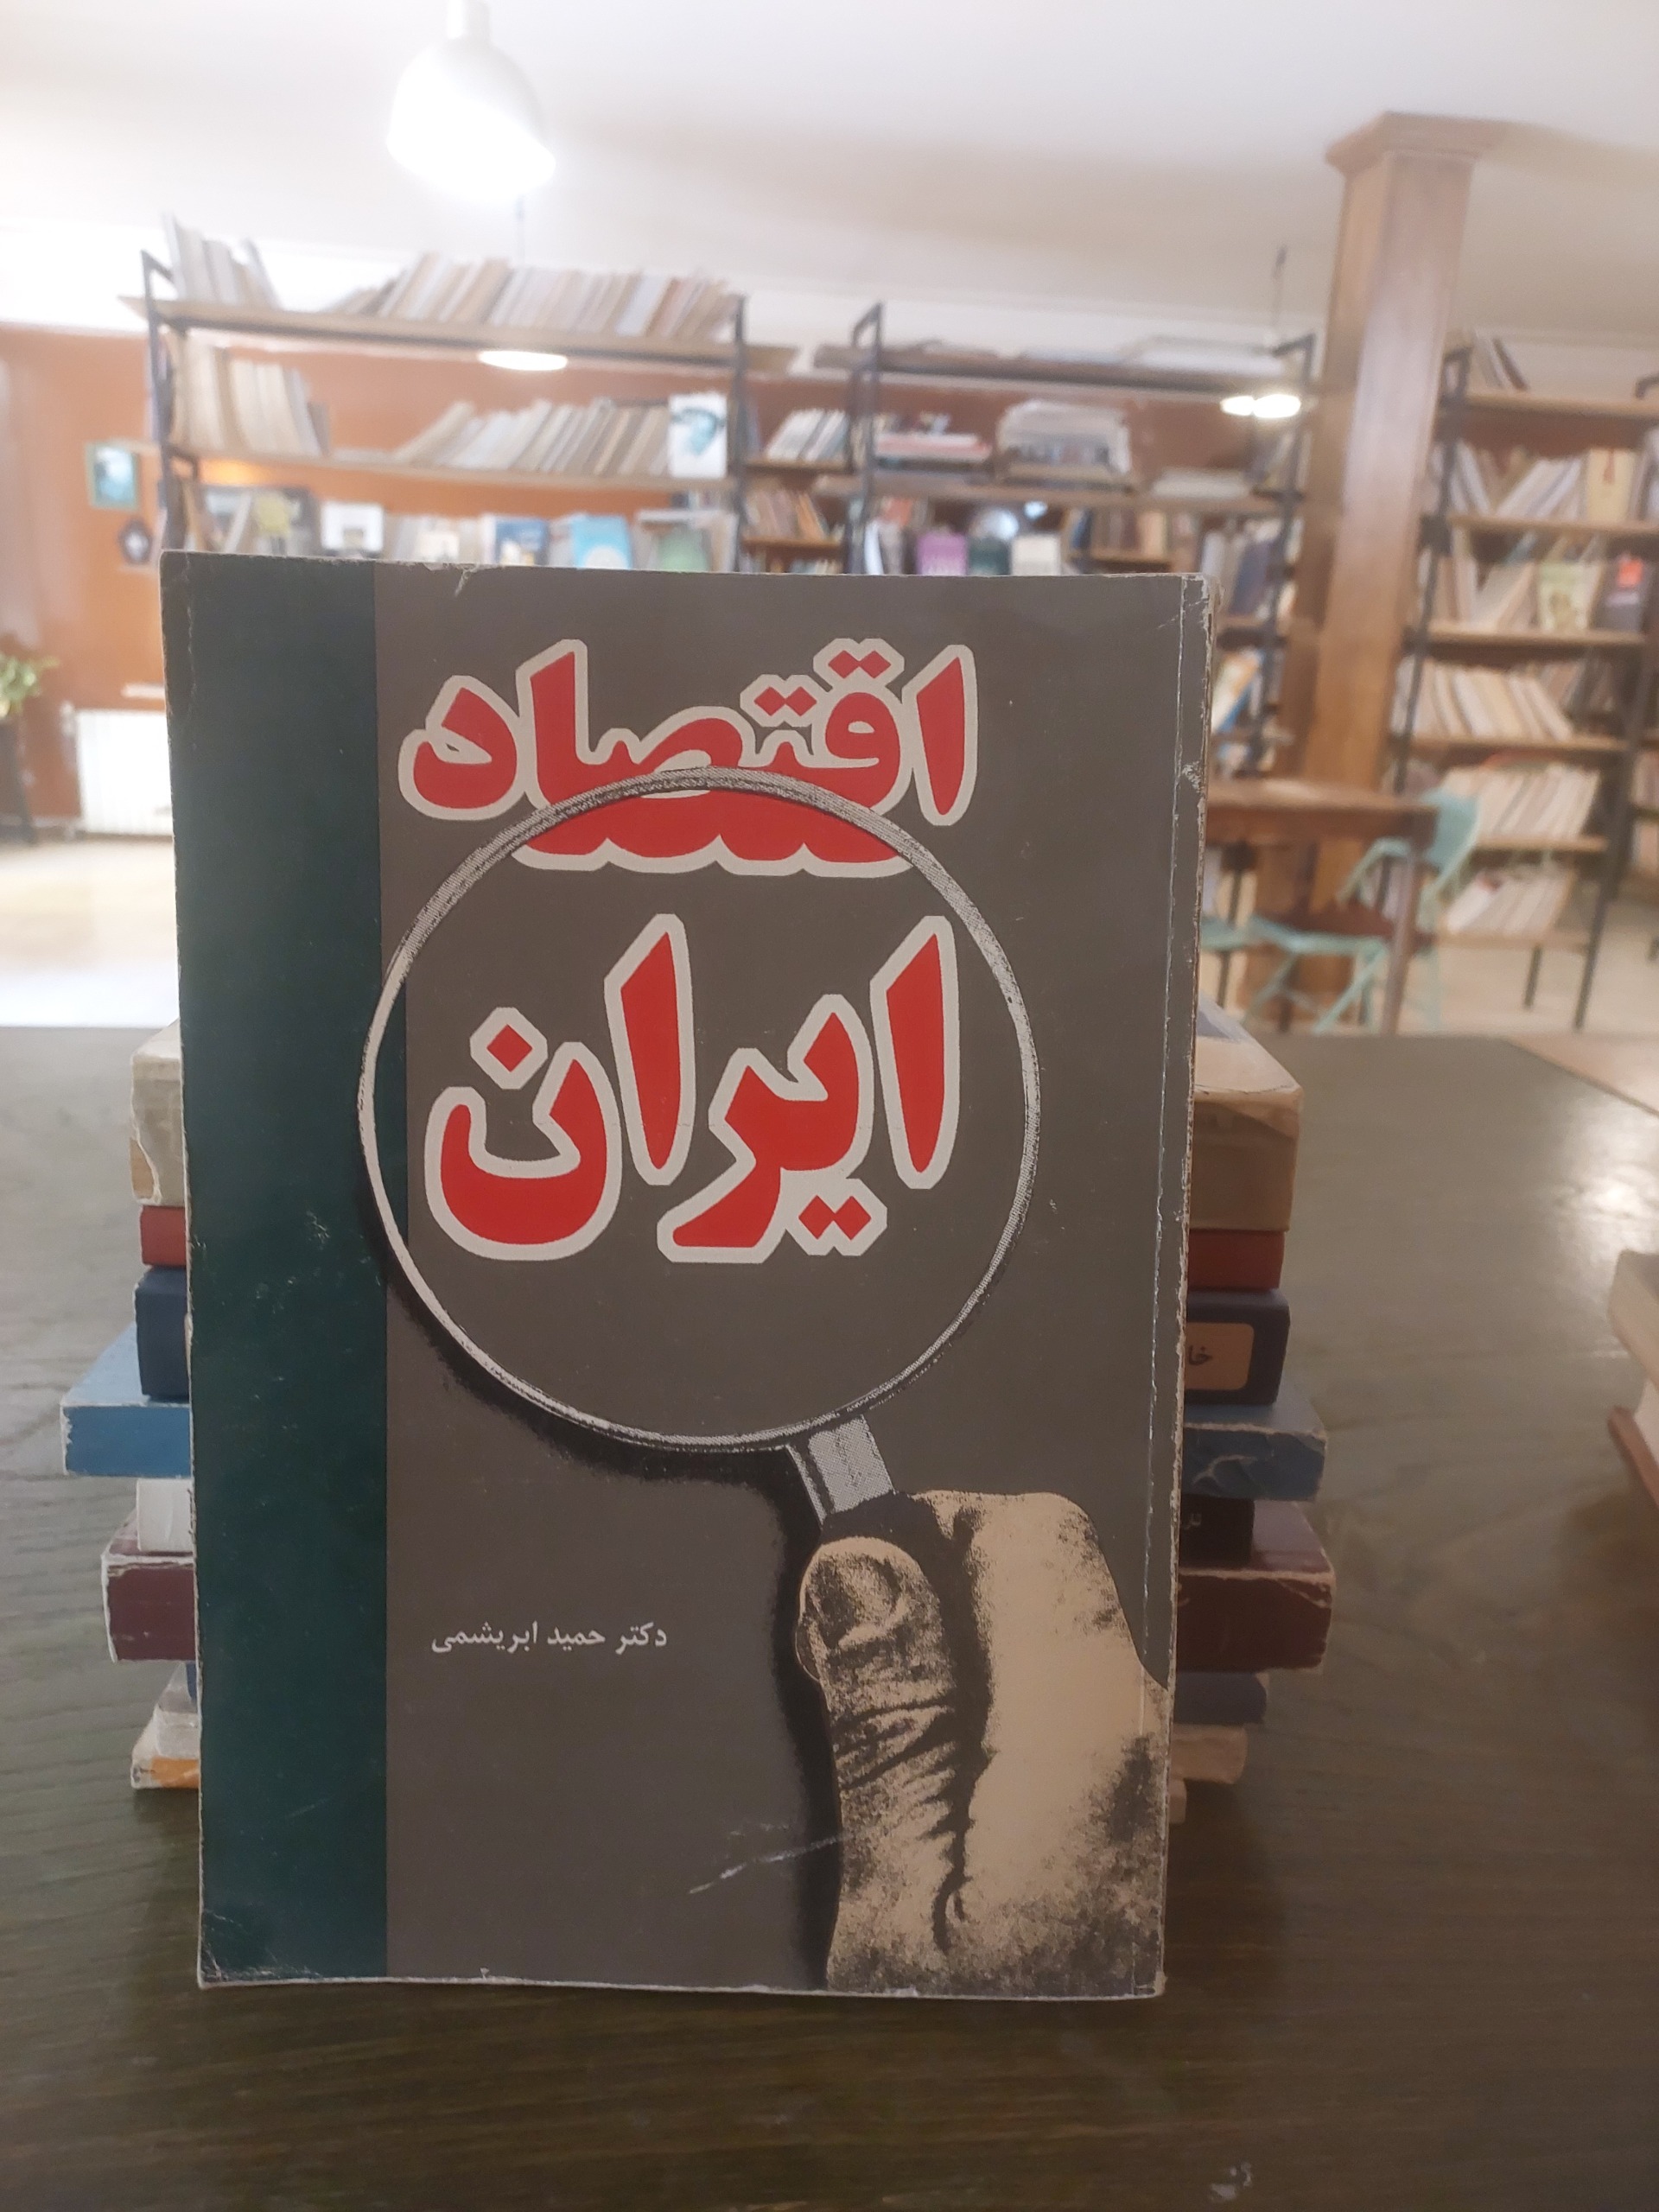 اقتصاد
ایران
دکتر حمید ابریشمی